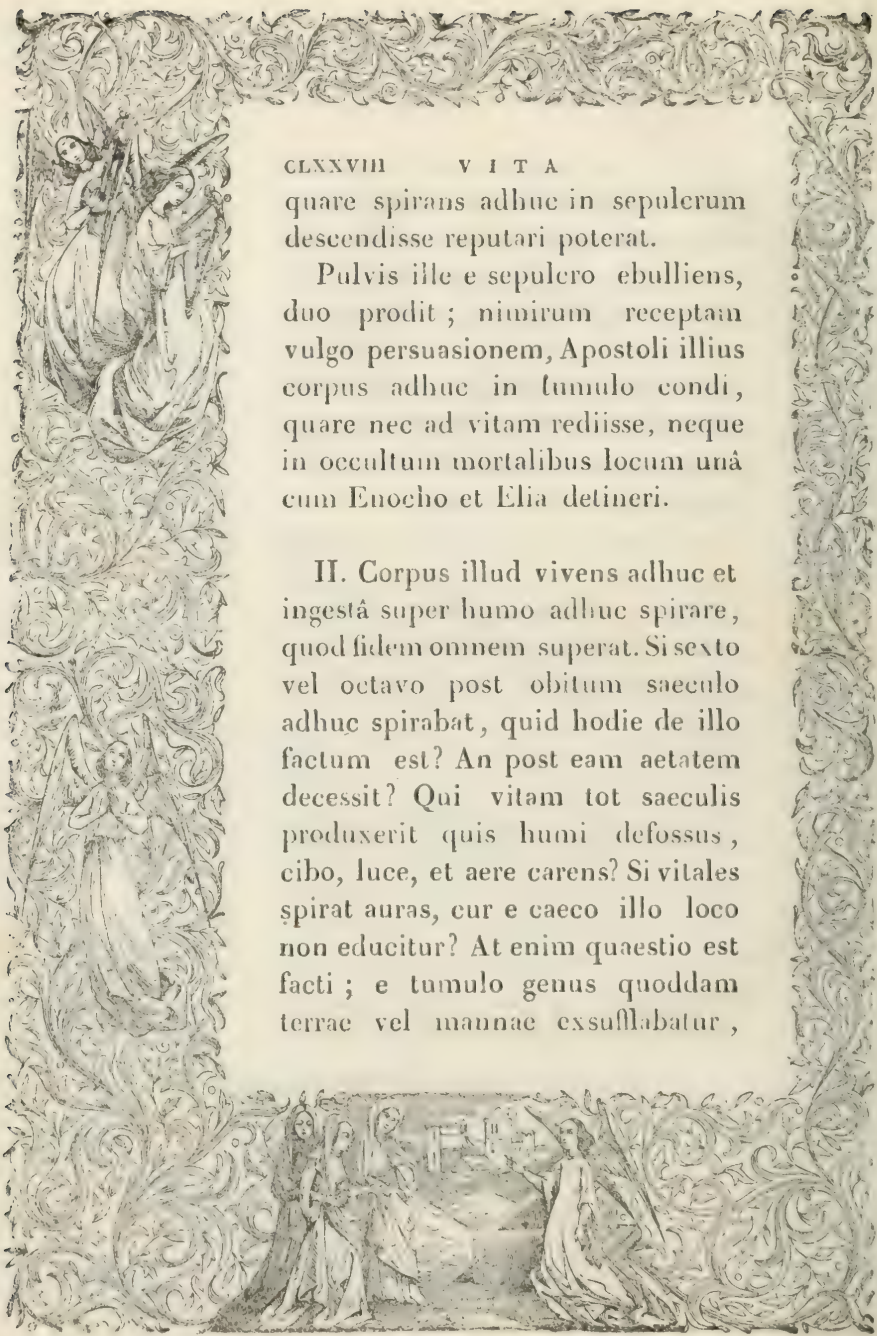 CLXXVIII VITA
quare spirans adhuc in sepulcrum
descendisse reputari poterat.
Pulvis ille e sepulcro ebulliens,
duo prodit ; nimirum receptam
vulgo persuasionem, Apostoli illius
corpus adhuc in tumulo condi,
quare nec ad vitam rediisse, neque
in occultum mortalibus locum unâ
cum Enocho et Elia detineri.
II. Corpus illud vivens adhuc et
ingestâ super humo adhuc spirare,
quod fidem omnem superat. Si sexto
vel octavo post obitum saeculo
adhuc spirabat, quid hodie de illo
factum est? An post eam aetatem
decessit? Qui vitam tot saeculis
produxerit quis humi defossus,
cibo, luce, et aere carens? Si vitales
spirat auras, cur e caeco illo loco
non educitur? At enim quaestio est
facti ; e tumulo genus quoddam
terrae vel mannae exsufflabatur,